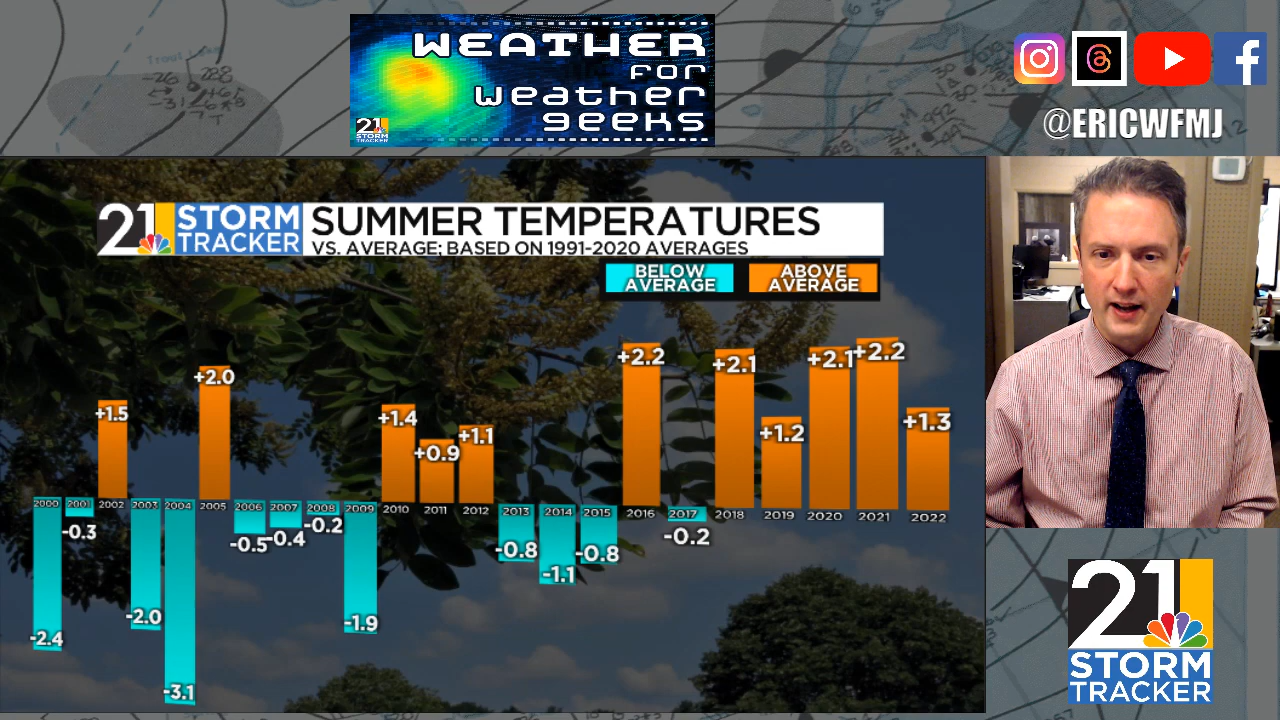 WEATHER
FOR
WEATHER
GEEKS
21
STORM
TRACKER
@ERICWFMJ
21 STORM
TRACKER
SUMMER TEMPERATURES
VS. AVERAGE; BASED ON 1991-2020 AVERAGES
BELOW
AVERAGE
ABOVE
AVERAGE
+2.2
+2.1
+2.1
+2.2
+2.0
+1.5
+1.4
+0.9
+1.1
+1.2
+1.3
2000 2001 2002 2003 2004 2005 2006 2007 2008 2009 2010 2011 2012 2013 2014 2015 2016 2017 2018 2019 2020 2021 2022
-0.3
-0.5
-0.4
-0.2
-0.8
-1.1
-0.8
-0.2
-2.4
-2.0
-3.1
-1.9
21
STORM
TRACKER